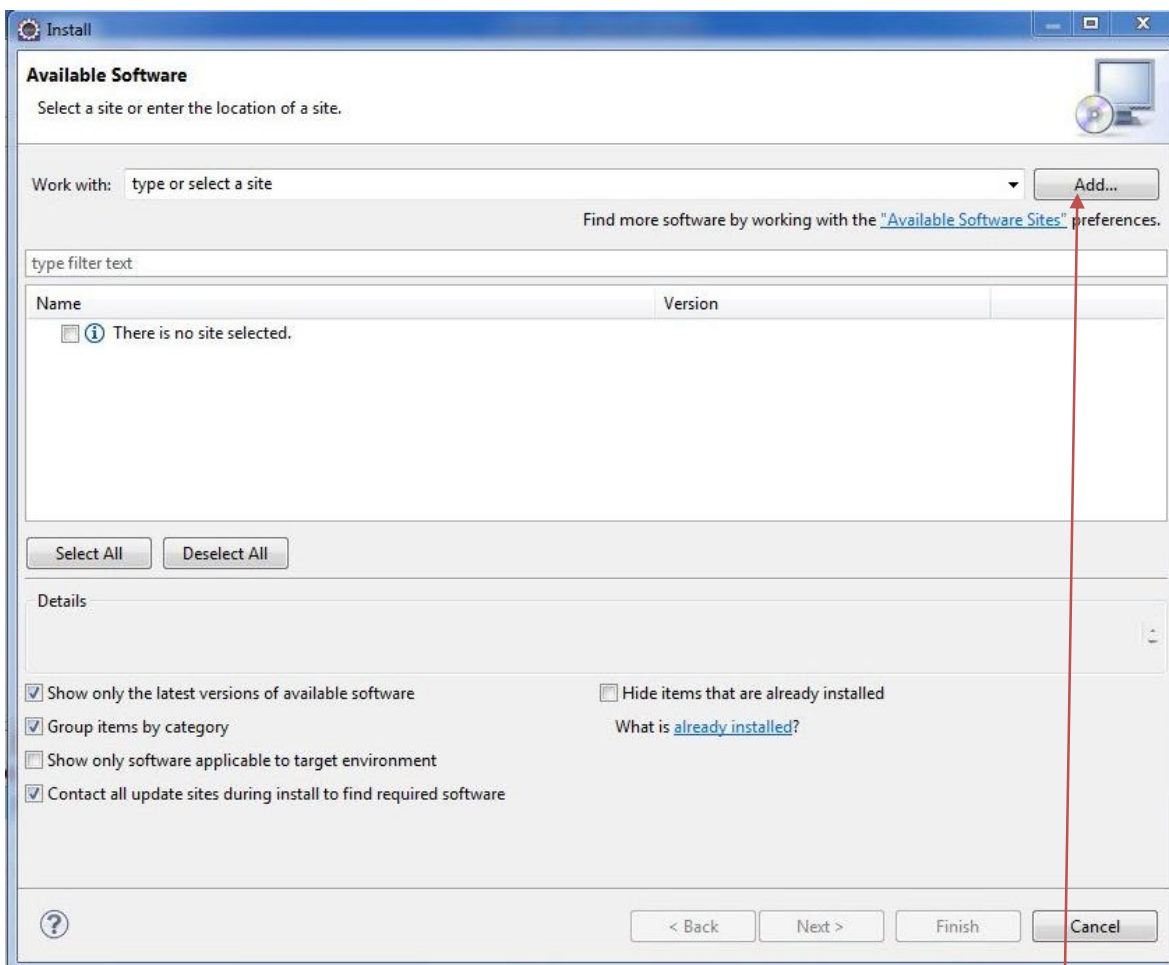 Install
Available Software
Select a site or enter the location of a site.
Work with: type or select a site Add...
Find more software by working with the "Available Software Sites" preferences.
type filter text
Name Version
There is no site selected.
Select All Deselect All
Details
Show only the latest versions of available software Hide items that are already installed
Group items by category What is already installed?
Show only software applicable to target environment
Contact all update sites during install to find required software
? < Back Next > Finish Cancel